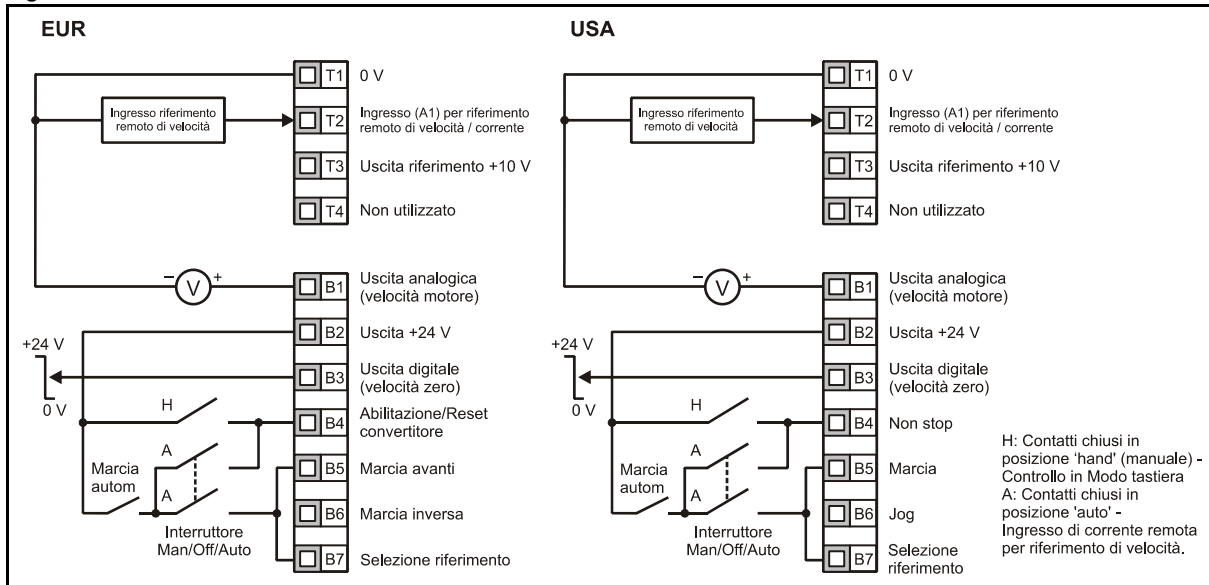 EUR
T1 0 V
Ingresso riferimento
remoto di velocità
T2 Ingresso (A1) per riferimento
remoto di velocità / corrente
T3 Uscita riferimento +10 V
T4 Non utilizzato
− V +
B1 Uscita analogica
(velocità motore)
B2 Uscita +24 V
+24 V
0 V
B3 Uscita digitale
(velocità zero)
H
B4 Abilitazione/Reset
convertitore
A
Marcia
autom
B5 Marcia avanti
A
B6 Marcia inversa
Interruttore
Man/Off/Auto
B7 Selezione riferimento
USA
T1 0 V
Ingresso riferimento
remoto di velocità
T2 Ingresso (A1) per riferimento
remoto di velocità / corrente
T3 Uscita riferimento +10 V
T4 Non utilizzato
− V +
B1 Uscita analogica
(velocità motore)
B2 Uscita +24 V
+24 V
0 V
B3 Uscita digitale
(velocità zero)
H
B4 Non stop
A
Marcia
autom
B5 Marcia
A
B6 Jog
Interruttore
Man/Off/Auto
B7 Selezione
riferimento
H: Contatti chiusi in
posizione 'hand' (manuale) -
Controllo in Modo tastiera
A: Contatti chiusi in
posizione 'auto' -
Ingresso di corrente remota
per riferimento di velocità.